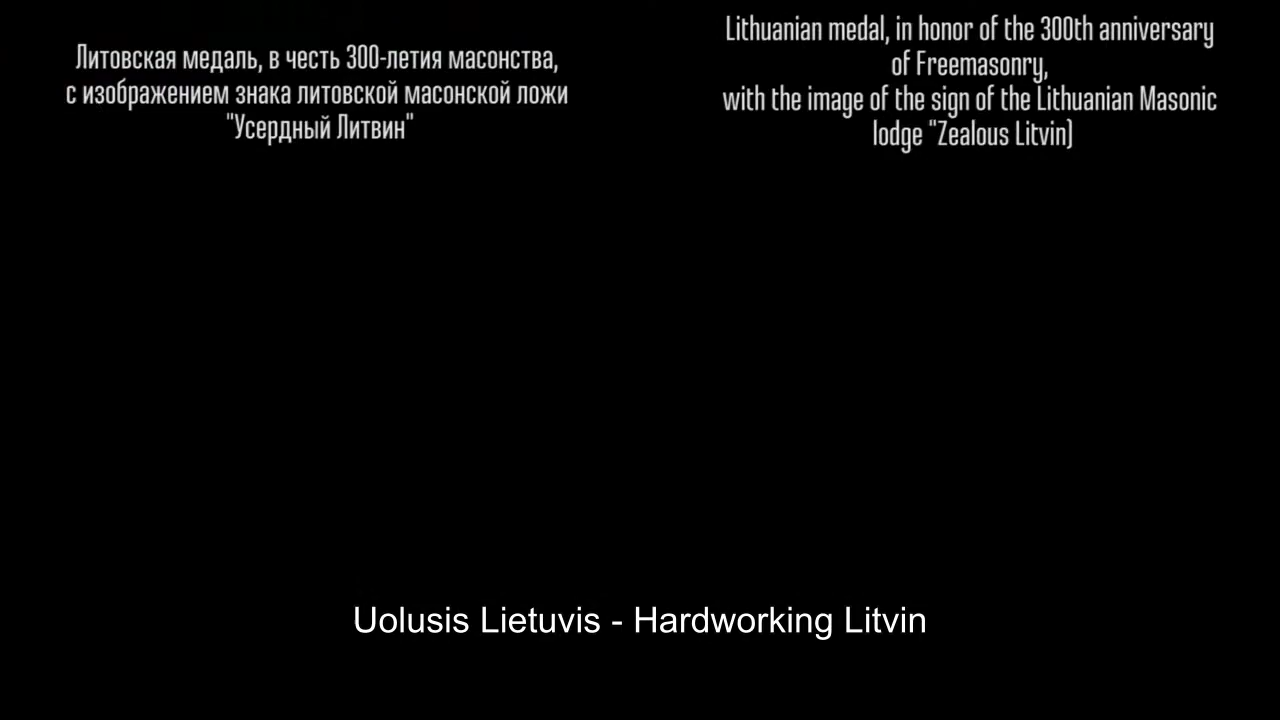 Литовская медаль, в честь 300-летия масонства,
с изображением знака литовской масонской ложи
"Усердный Литвин"
Lithuanian medal, in honor of the 300th anniversary
of Freemasonry,
with the image of the sign of the Lithuanian Masonic
lodge "Zealous Litvin)
Uolusis Lietuvis - Hardworking Litvin